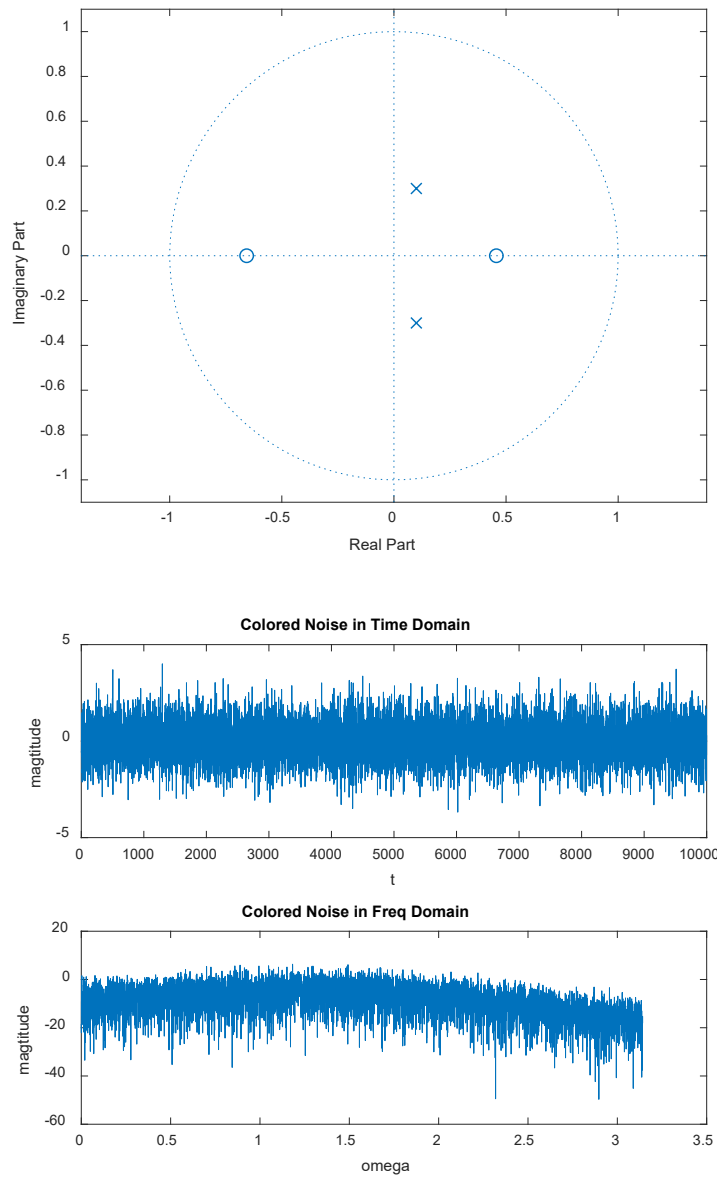 1
0.8
0.6
0.4
0.2
0
-0.2
-0.4
-0.6
-0.8
-1
Imaginary Part
-1 -0.5 0 0.5 1
Real Part
Colored Noise in Time Domain
5
0
-5
magtitude
0 1000 2000 3000 4000 5000 6000 7000 8000 9000 10000
t
Colored Noise in Freq Domain
20
0
-20
-40
-60
magtitude
0 0.5 1 1.5 2 2.5 3 3.5
omega